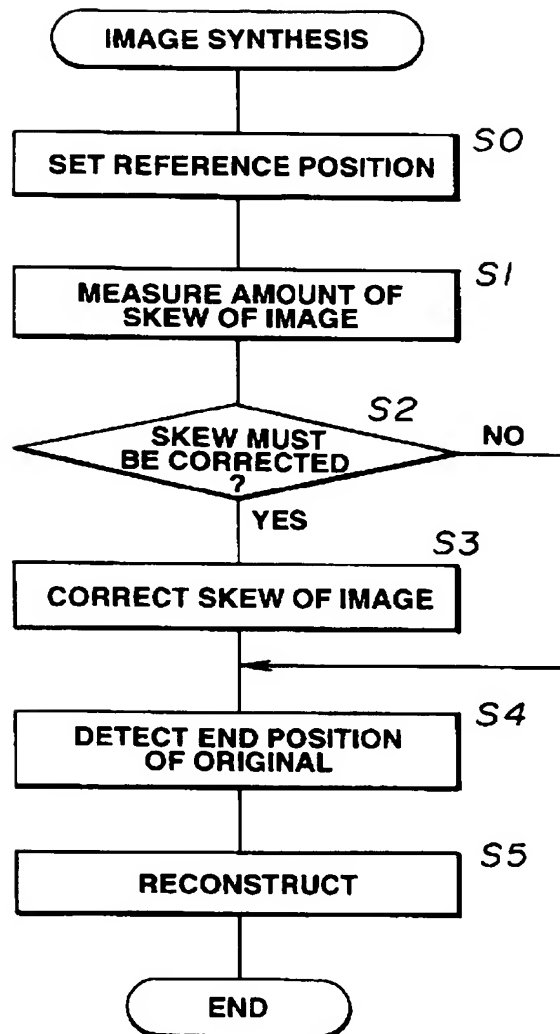 IMAGE SYNTHESIS
S0
SET REFERENCE POSITION
S1
MEASURE AMOUNT OF
SKEW OF IMAGE
S2
SKEW MUST
BE CORRECTED
?
NO
YES
S3
CORRECT SKEW OF IMAGE
S4
DETECT END POSITION
OF ORIGINAL
S5
RECONSTRUCT
END